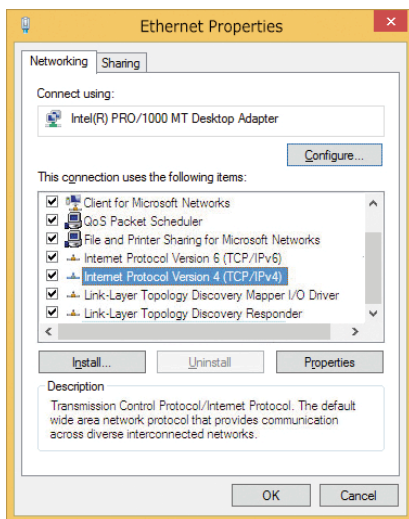 Ethernet Properties
Networking
Sharing
Connect using:
Intel(R) PRO/1000 MT Desktop Adapter
Configure...
This connection uses the following items:
Client for Microsoft Networks
QoS Packet Scheduler
File and Printer Sharing for Microsoft Networks
Internet Protocol Version 6 (TCP/IPv6)
Internet Protocol Version 4 (TCP/IPv4)
Link-Layer Topology Discovery Mapper I/O Driver
Link-Layer Topology Discovery Responder
Install...
Uninstall
Properties
Description
Transmission Control Protocol/Internet Protocol. The default
wide area network protocol that provides communication
across diverse interconnected networks.
OK
Cancel